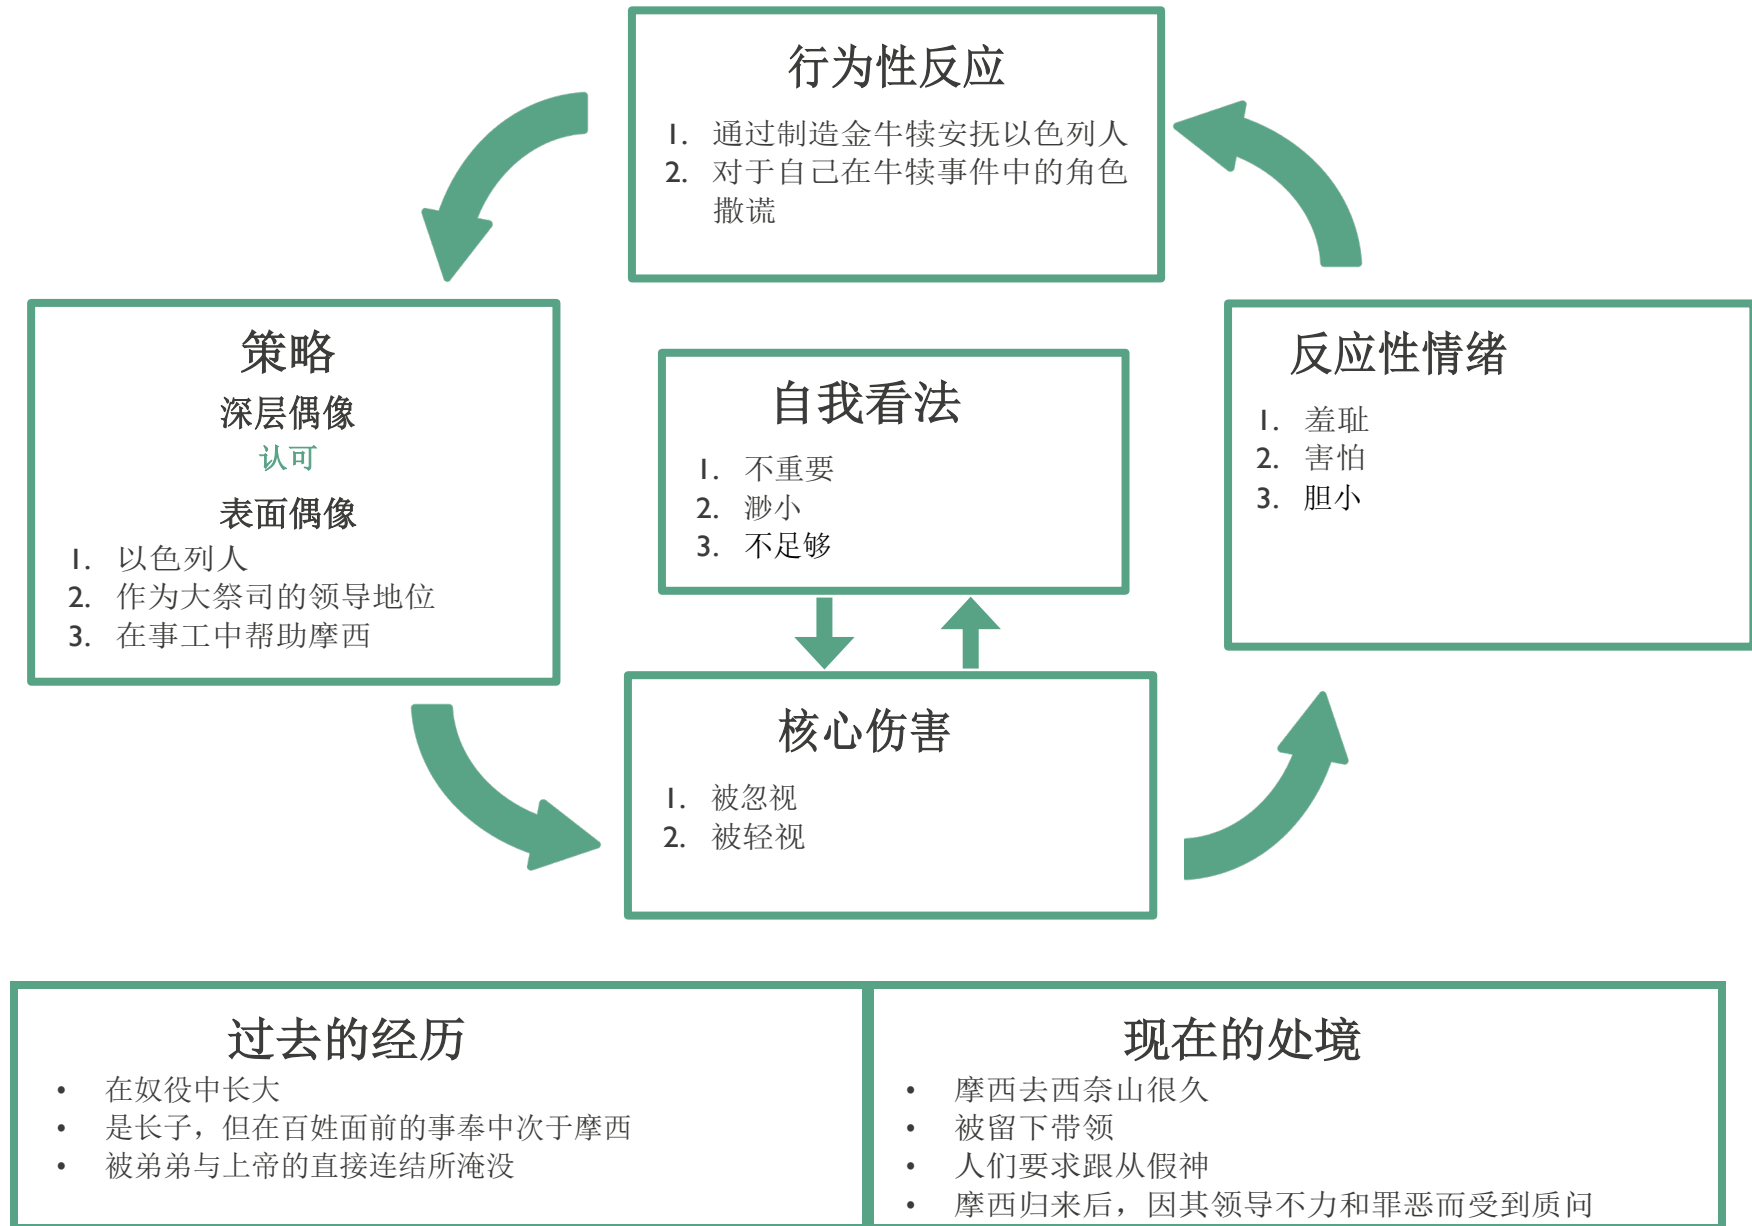 行为性反应
1. 通过制造金牛犊安抚以色列人
2. 对于自己在牛犊事件中的角色
撒谎
策略
深层偶像
认可
表面偶像
1. 以色列人
2. 作为大祭司的领导地位
3. 在事工中帮助摩西
自我看法
1. 不重要
2. 渺小
3. 不足够
反应性情绪
1. 羞耻
2. 害怕
3. 胆小
核心伤害
1. 被忽视
2. 被轻视
过去的经历
• 在奴役中长大
• 是长子，但在百姓面前的事奉中次于摩西
• 被弟弟与上帝的直接连结所淹没
现在的处境
• 摩西去西奈山很久
• 被留下带领
• 人们要求跟从假神
• 摩西归来后，因其领导不力和罪恶而受到质问